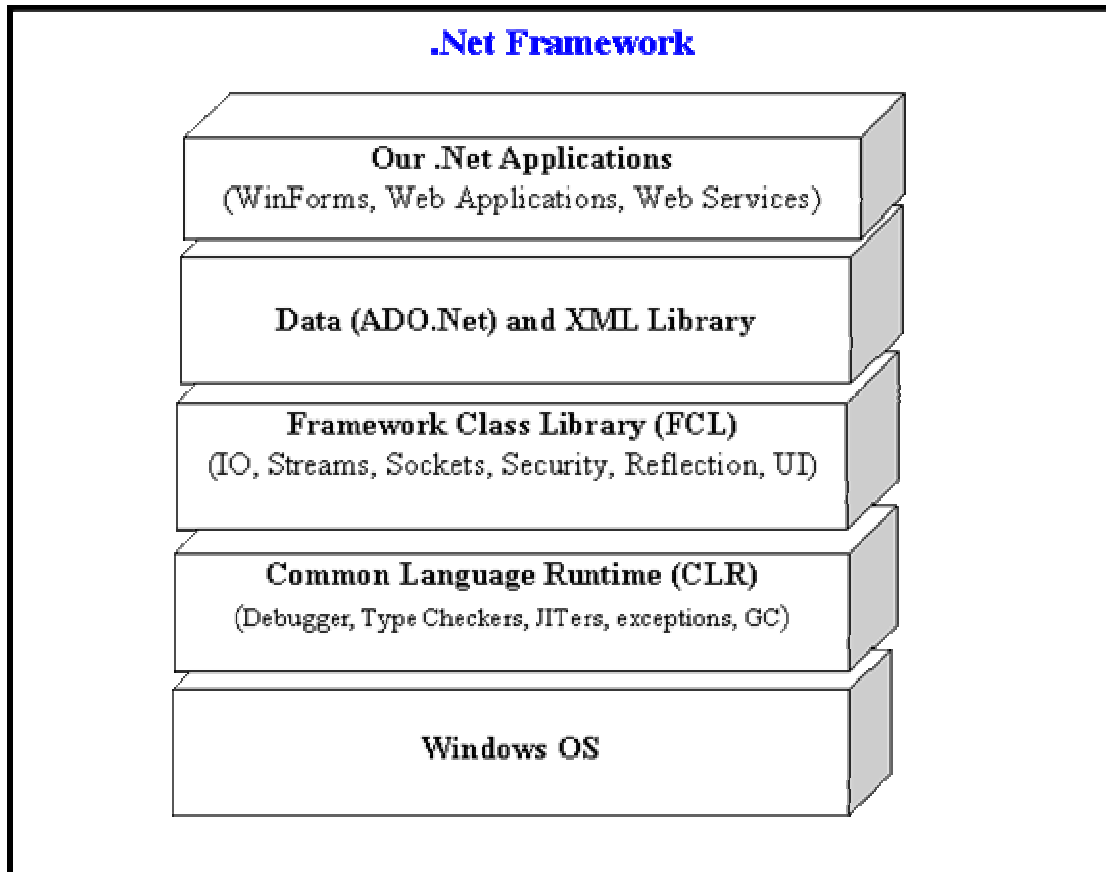 .Net Framework
Our .Net Applications
(WinForms, Web Applications, Web Services)
Data (ADO.Net) and XML Library
Framework Class Library (FCL)
(IO, Streams, Sockets, Security, Reflection, UI)
Common Language Runtime (CLR)
(Debugger, Type Checkers, JITers, exceptions, GC)
Windows OS